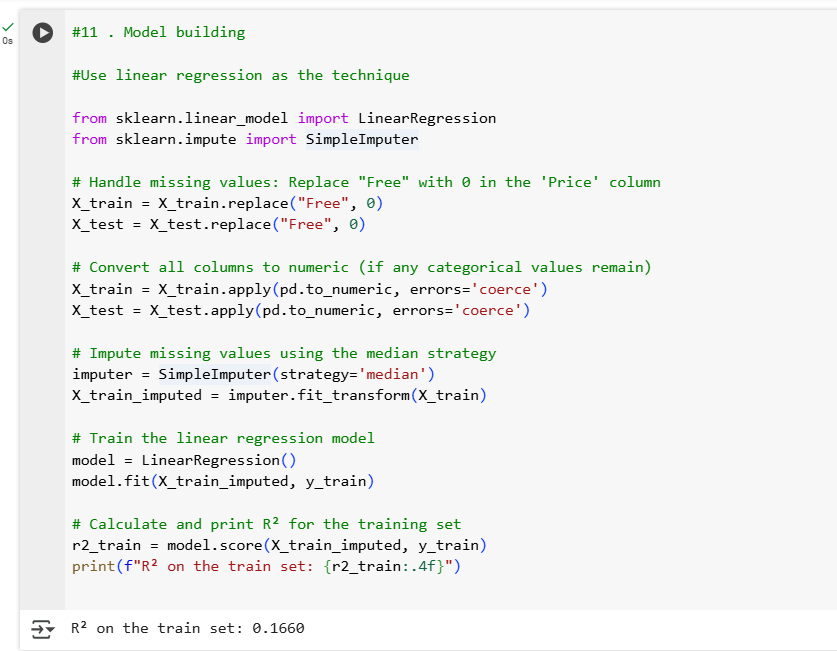 0s
#11 . Model building
#Use linear regression as the technique
from sklearn.linear_model import LinearRegression
from sklearn.impute import SimpleImputer
# Handle missing values: Replace "Free" with 0 in the 'Price' column
X_train = X_train.replace("Free", 0)
X_test = X_test.replace("Free", 0)
# Convert all columns to numeric (if any categorical values remain)
X_train = X_train.apply(pd.to_numeric, errors='coerce')
X_test = X_test.apply(pd.to_numeric, errors='coerce')
# Impute missing values using the median strategy
imputer = SimpleImputer(strategy='median')
X_train_imputed = imputer.fit_transform(X_train)
# Train the linear regression model
model = LinearRegression()
model.fit(X_train_imputed, y_train)
# Calculate and print R² for the training set
r2_train = model.score(X_train_imputed, y_train)
print(f"R² on the train set: {r2_train:.4f}")
R² on the train set: 0.1660